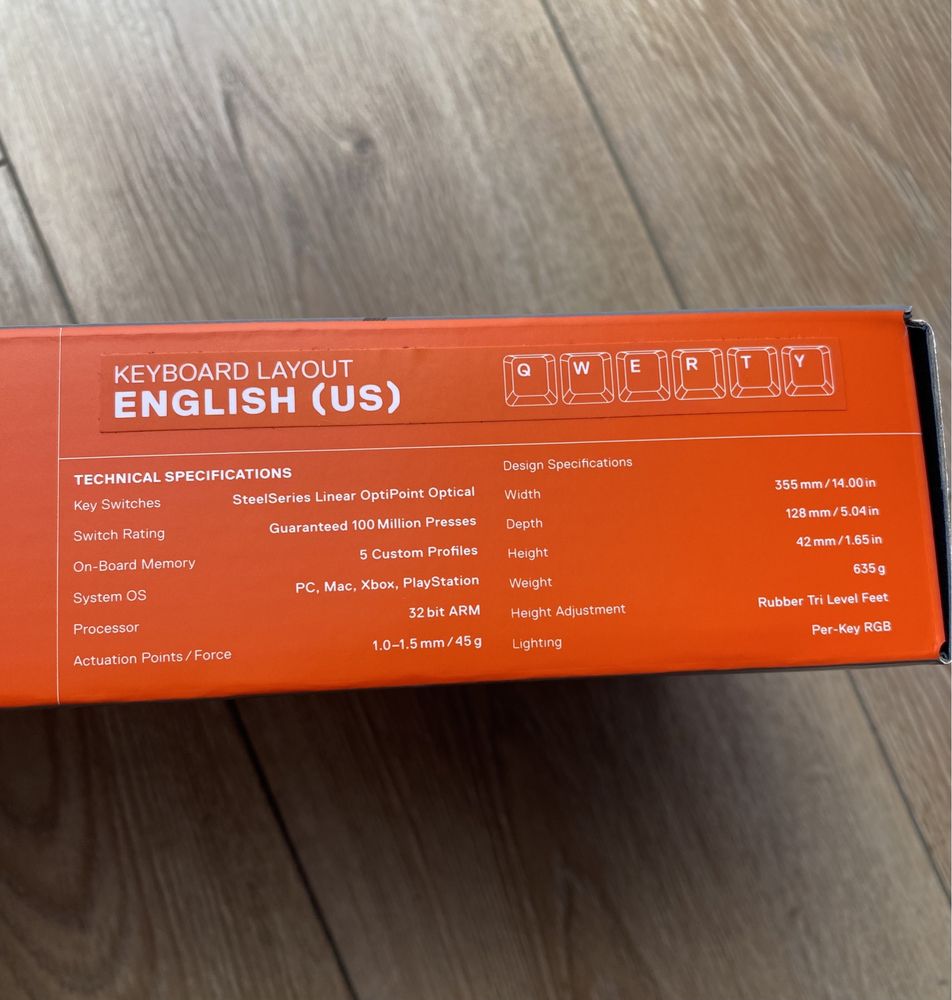 KEYBOARD LAYOUT
ENGLISH (US)
Q W E R T Y
TECHNICAL SPECIFICATIONS
Key Switches SteelSeries Linear OptiPoint Optical
Switch Rating Guaranteed 100 Million Presses
On-Board Memory 5 Custom Profiles
System OS PC, Mac, Xbox, PlayStation
Processor 32 bit ARM
Actuation Points / Force 1.0–1.5 mm / 45 g
Design Specifications
Width 355 mm / 14.00 in
Depth 128 mm / 5.04 in
Height 42 mm / 1.65 in
Weight 635 g
Height Adjustment Rubber Tri Level Feet
Lighting Per-Key RGB